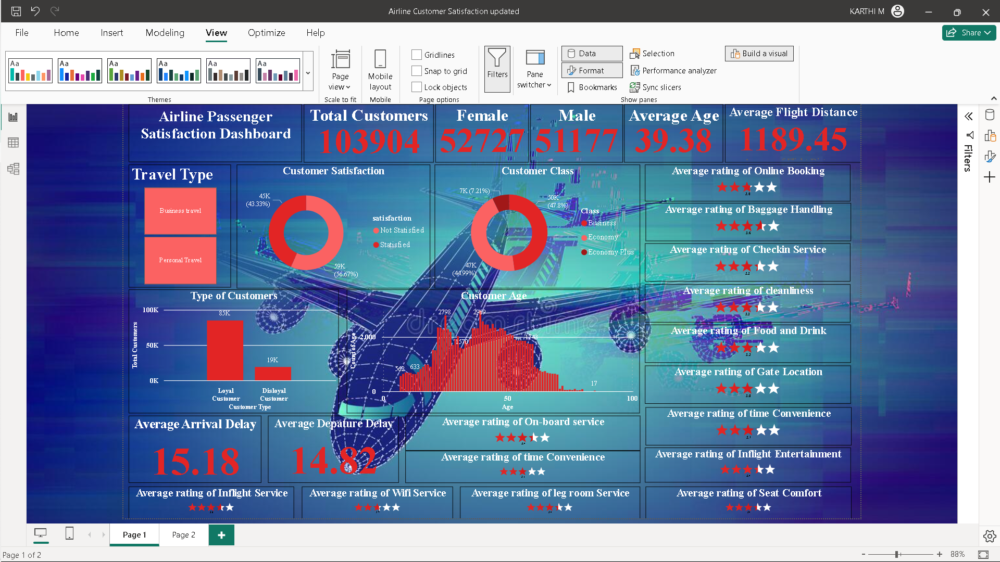 Airline Customer Satisfaction updated
KARTHI M
File
Home
Insert
Modeling
View
Optimize
Help
Share
Aa
Aa
Aa
Aa
Aa
Aa
Themes
Page
view
Scale to fit
Mobile
layout
Mobile
Gridlines
Snap to grid
Lock objects
Page options
Filters
Pane
switcher
Data
Format
Bookmarks
Selection
Performance analyzer
Sync slicers
Show panes
Build a visual
Airline Passenger
Satisfaction Dashboard
Total Customers
103904
Female
52727
Male
51177
Average Age
39.38
Average Flight Distance
1189.45
Filters
Travel Type
Business travel
Personal Travel
Customer Satisfaction
45K
(43.33%)
59K
(56.67%)
satisfaction
Not Statisfied
Statisfied
Customer Class
7K (7.21%)
50K
(47.8%)
47K
(44.99%)
Class
Business
Economy
Economy Plus
Average rating of Online Booking
2.8
Average rating of Baggage Handling
3.6
Average rating of Checkin Service
3.3
Average rating of cleanliness
3.3
Average rating of Food and Drink
3.2
Average rating of Gate Location
3.0
Average rating of time Convenience
3.1
Average rating of Inflight Entertainment
Type of Customers
100K
50K
0K
85K
19K
Total Customers
Loyal
Customer
Disloyal
Customer
Customer Type
Customer Age
dreamstime
2798
2969
2,000
1570
1743
562
633
17
0
0
50
100
Count of Age
Age
Average Arrival Delay
15.18
Average Depature Delay
14.82
Average rating of On-board service
Average rating of time Convenience
Average rating of Inflight Service
Average rating of Wifi Service
Average rating of leg room Service
Average rating of Seat Comfort
Page 1
Page 2
Page 1 of 2
88%